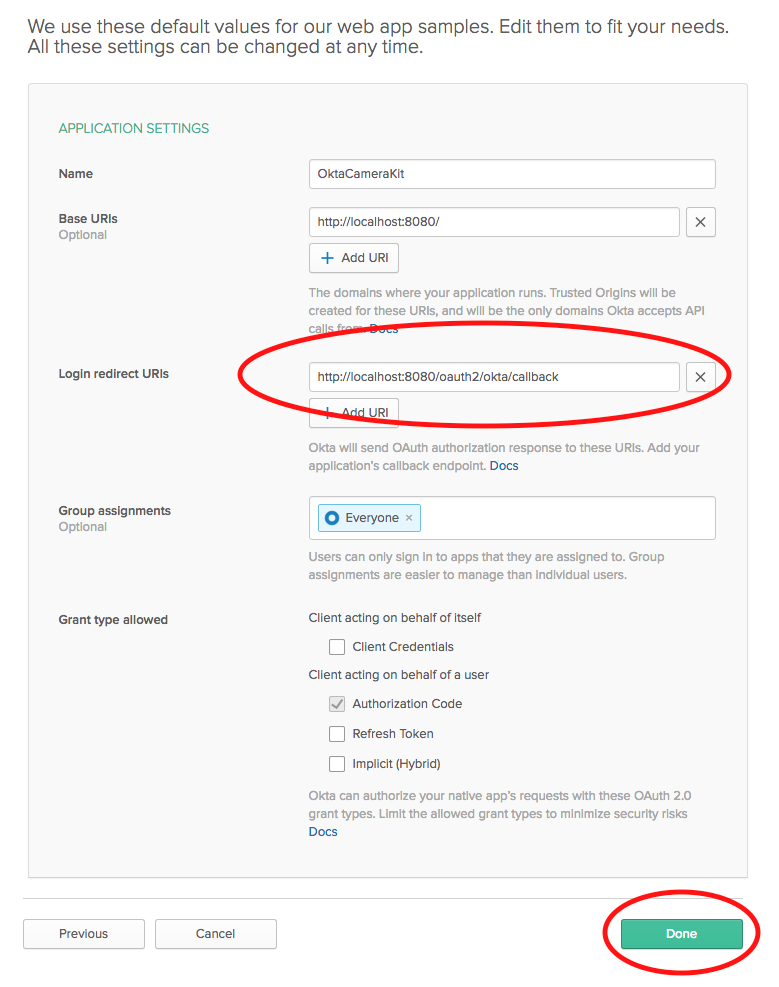 We use these default values for our web app samples. Edit them to fit your needs.
All these settings can be changed at any time.
APPLICATION SETTINGS
Name
OktaCameraKit
Base URIs
Optional
http://localhost:8080/
+ Add URI
The domains where your application runs. Trusted Origins will be
created for these URIs, and will be the only domains Okta accepts API
calls from. Docs
Login redirect URIs
http://localhost:8080/oauth2/okta/callback
+ Add URI
Okta will send OAuth authorization response to these URIs. Add your
application's callback endpoint. Docs
Group assignments
Optional
Everyone ×
Users can only sign in to apps that they are assigned to. Group
assignments are easier to manage than individual users.
Grant type allowed
Client acting on behalf of itself
Client Credentials
Client acting on behalf of a user
Authorization Code
Refresh Token
Implicit (Hybrid)
Okta can authorize your native app's requests with these OAuth 2.0
grant types. Limit the allowed grant types to minimize security risks
Docs
Previous
Cancel
Done